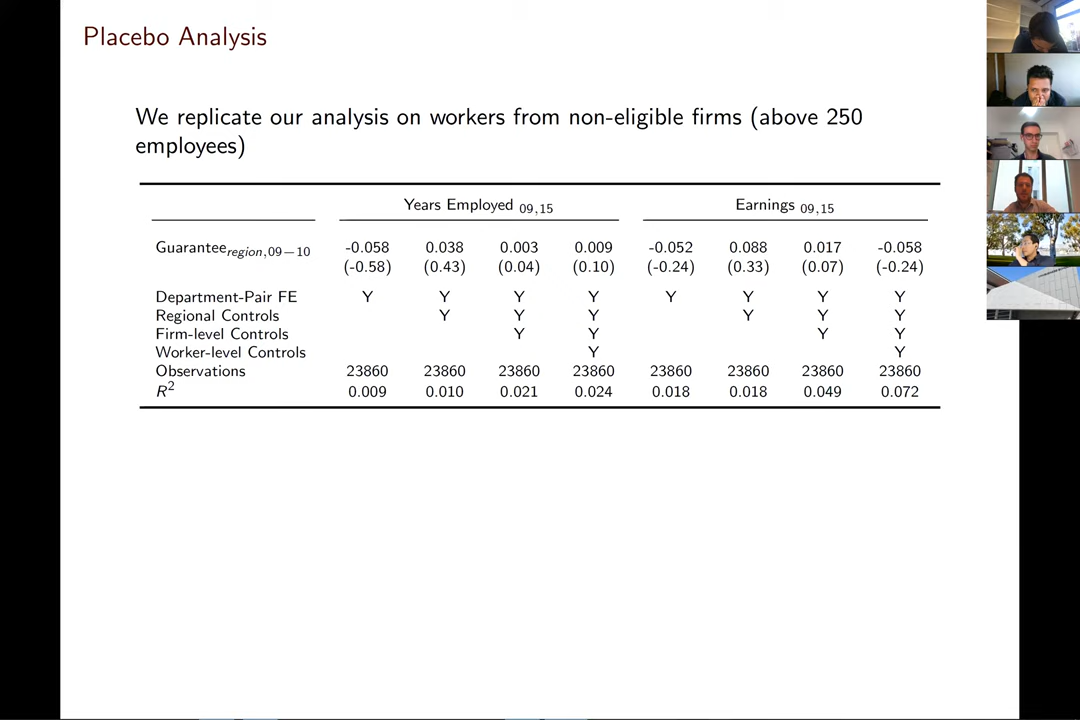 Placebo Analysis
We replicate our analysis on workers from non-eligible firms (above 250
employees)
Years Employed 09,15 Earnings 09,15
Guarantee region,09−10 -0.058 0.038 0.003 0.009 -0.052 0.088 0.017 -0.058
(-0.58) (0.43) (0.04) (0.10) (-0.24) (0.33) (0.07) (-0.24)
Department-Pair FE Y Y Y Y Y Y Y Y
Regional Controls Y Y Y Y Y Y
Firm-level Controls Y Y Y Y
Worker-level Controls Y Y
Observations 23860 23860 23860 23860 23860 23860 23860 23860
R2 0.009 0.010 0.021 0.024 0.018 0.018 0.049 0.072